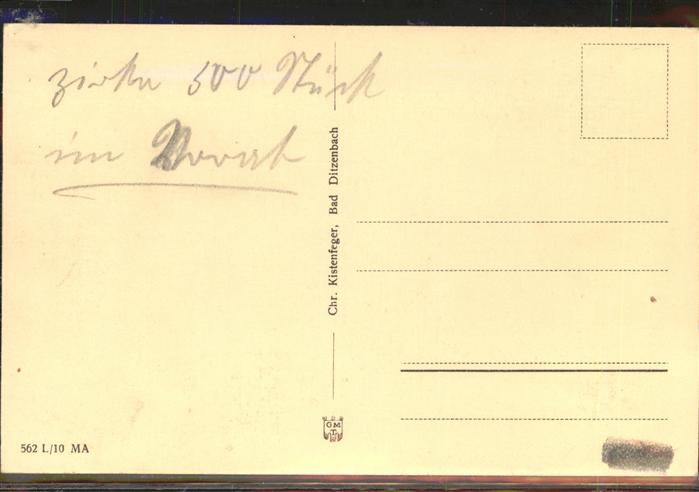 zirka 500 Stück
im Vorrat
Chr. Kistenfeger, Bad Ditzenbach
562 L/10 MA